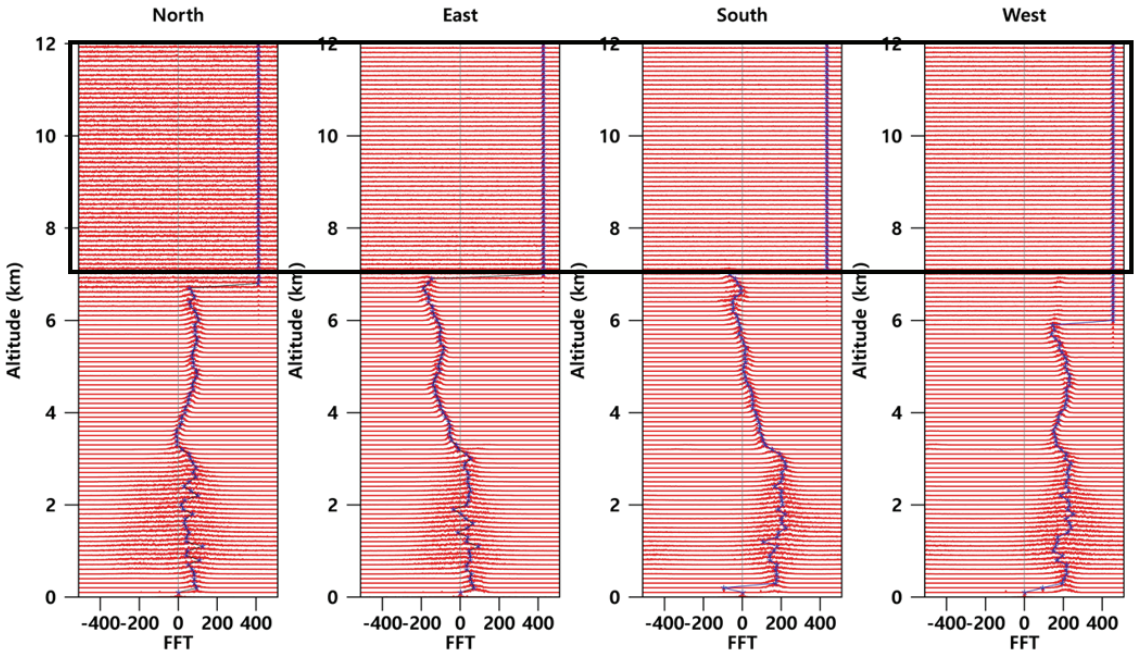 North East South West
12 12 12 12
10 10 10 10
8 8 8 8
Altitude (km) Altitude (km) Altitude (km) Altitude (km)
6 6 6 6
4 4 4 4
2 2 2 2
0 0 0 0
-400 -200 0 200 400 -400 -200 0 200 400 -400 -200 0 200 400 -400 -200 0 200 400
FFT FFT FFT FFT